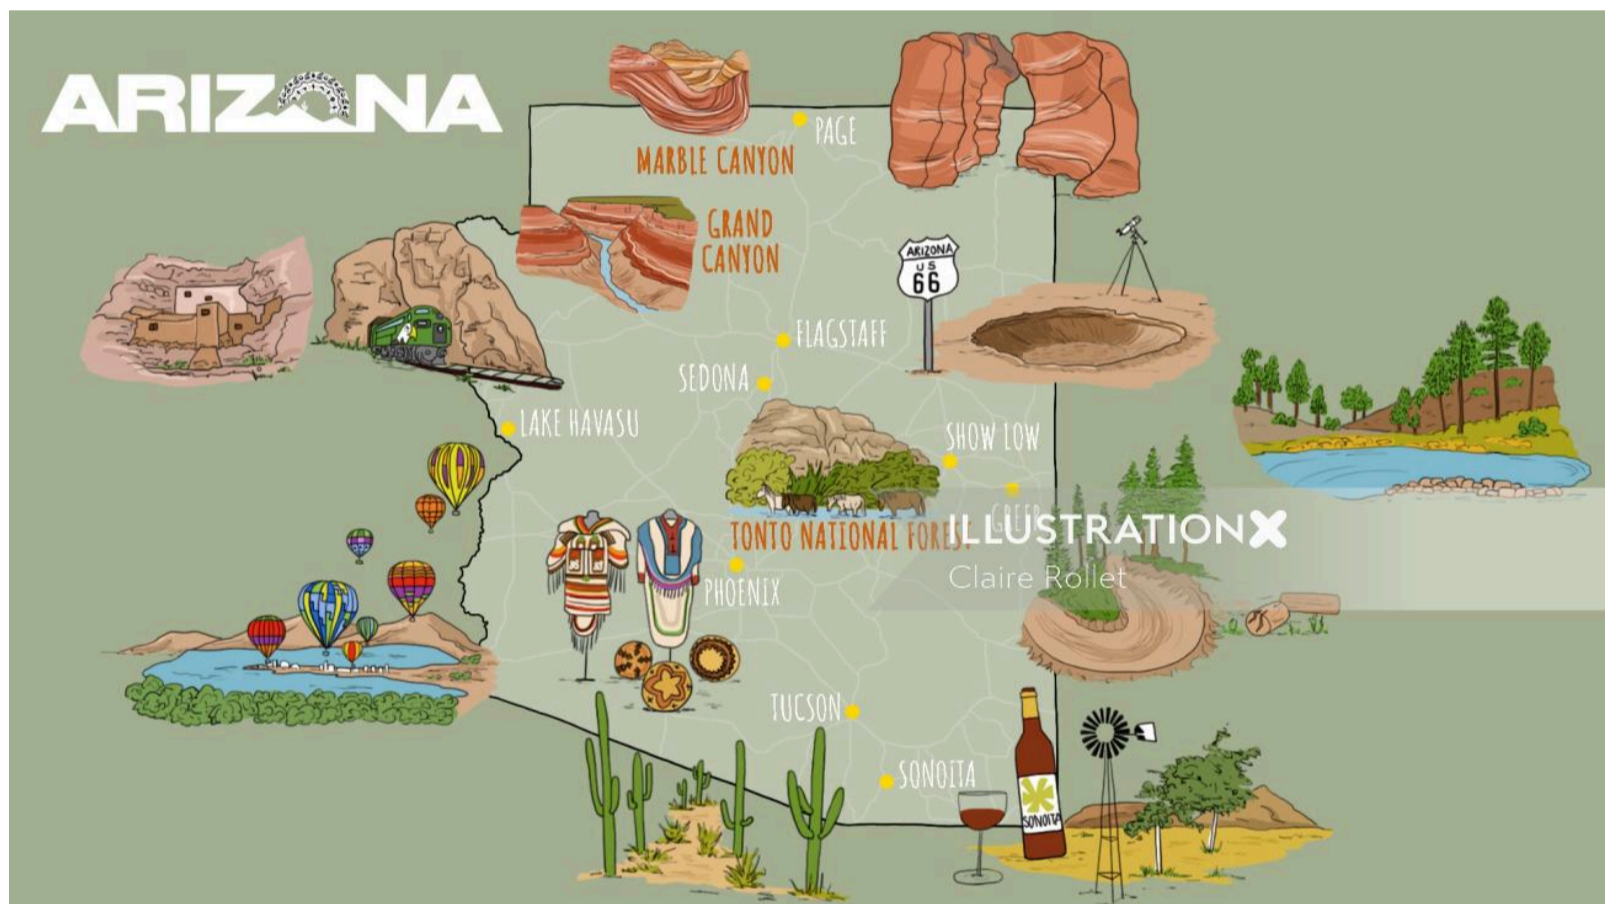 ARIZONA
PAGE
MARBLE CANYON
GRAND
CANYON
ARIZONA
US
66
FLAGSTAFF
SEDONA
LAKE HAVASU
SHOW LOW
GREER
TONTO NATIONAL FOREST
ILLUSTRATIONX
Claire Rollet
PHOENIX
TUCSON
SONOITA
SONOITA